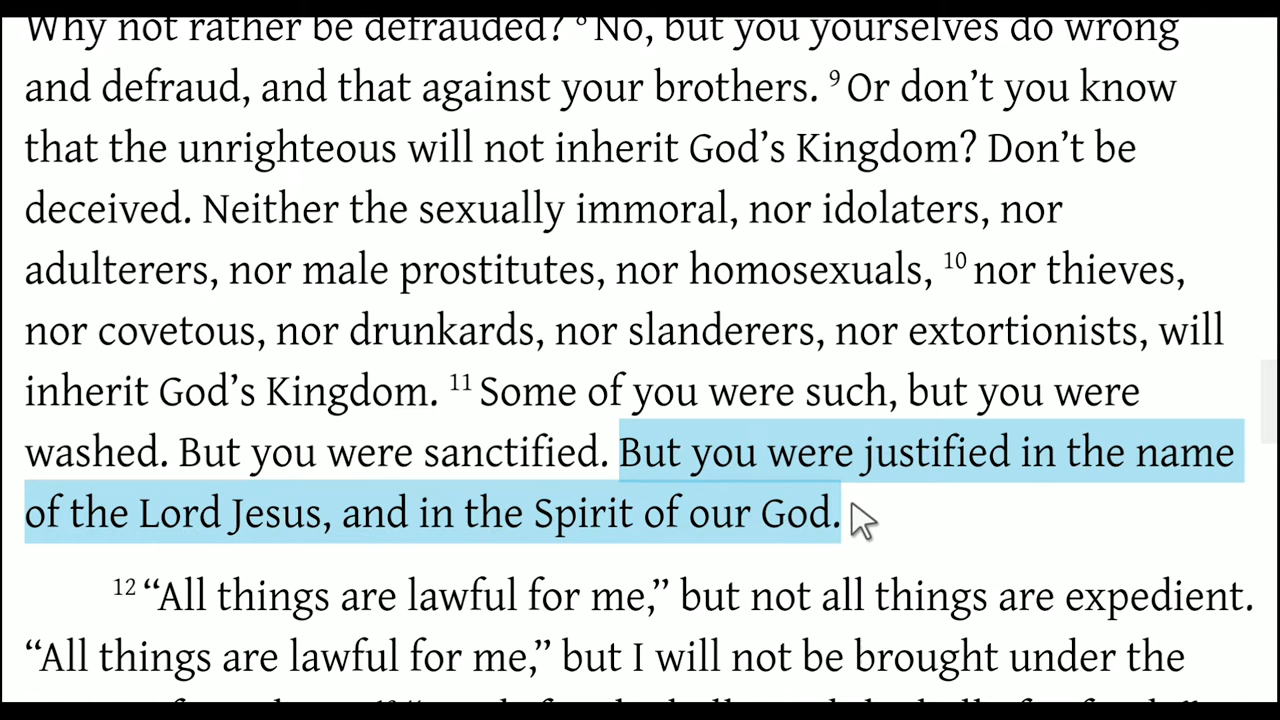 Why not rather be defrauded? 8 No, but you yourselves do wrong
and defraud, and that against your brothers. 9 Or don’t you know
that the unrighteous will not inherit God’s Kingdom? Don’t be
deceived. Neither the sexually immoral, nor idolaters, nor
adulterers, nor male prostitutes, nor homosexuals, 10 nor thieves,
nor covetous, nor drunkards, nor slanderers, nor extortionists, will
inherit God’s Kingdom. 11 Some of you were such, but you were
washed. But you were sanctified. But you were justified in the name
of the Lord Jesus, and in the Spirit of our God.
12 “All things are lawful for me,” but not all things are expedient.
“All things are lawful for me,” but I will not be brought under the